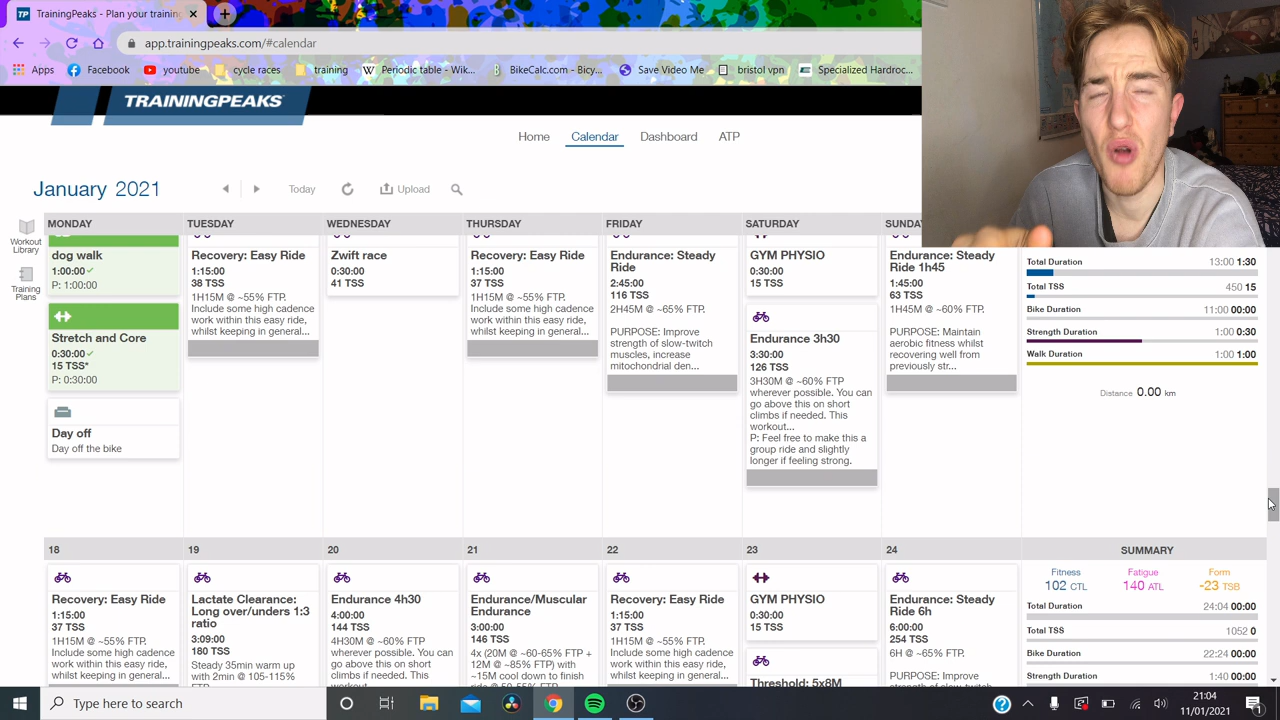 TrainingPeaks - Plan your training
app.trainingpeaks.com/#calendar
Apps
Facebook
youtube
cycle races
training
Periodic table - Wik...
BikeCalc.com - Bicy...
Save Video Me
bristol vpn
Specialized Hardroc...
TRAININGPEAKS
Home
Calendar
Dashboard
ATP
January 2021
Today
Upload
Workout
Library
Training
Plans
MONDAY
TUESDAY
WEDNESDAY
THURSDAY
FRIDAY
SATURDAY
dog walk
1:00:00
P: 1:00:00
Stretch and Core
0:30:00
15 TSS*
P: 0:30:00
Day off
Day off the bike
Recovery: Easy Ride
1:15:00
38 TSS
1H15M @ ~55% FTP.
Include some high cadence
work within this easy ride,
whilst keeping in general...
Zwift race
0:30:00
41 TSS
Recovery: Easy Ride
1:15:00
37 TSS
1H15M @ ~55% FTP.
Include some high cadence
work within this easy ride,
whilst keeping in general...
Endurance: Steady
Ride
2:45:00
116 TSS
2H45M @ ~65% FTP.
PURPOSE: Improve
strength of slow-twitch
muscles, increase
mitochondrial den...
GYM PHYSIO
0:30:00
15 TSS
Endurance 3h30
3:30:00
126 TSS
3H30M @ ~60% FTP
wherever possible. You can
go above this on short
climbs if needed. This
workout...
P: Feel free to make this a
group ride and slightly
longer if feeling strong.
Endurance: Steady
Ride 1h45
1:45:00
63 TSS
1H45M @ ~60% FTP.
PURPOSE: Maintain
aerobic fitness whilst
recovering well from
previously str...
Total Duration 13:00 1:30
Total TSS 450 15
Bike Duration 11:00 00:00
Strength Duration 1:00 0:30
Walk Duration 1:00 1:00
Distance 0.00 km
18
19
20
21
22
23
24
SUMMARY
Recovery: Easy Ride
1:15:00
37 TSS
1H15M @ ~55% FTP.
Include some high cadence
work within this easy ride,
whilst keeping in general...
Lactate Clearance:
Long over/unders 1:3
ratio
3:09:00
180 TSS
Steady 35min warm up
with 2min @ 105-115%
Endurance 4h30
4:00:00
144 TSS
4H30M @ ~60% FTP
wherever possible. You can
go above this on short
climbs if needed. This
Endurance/Muscular
Endurance
3:00:00
146 TSS
4x (20M @ ~60-65% FTP +
12M @ ~85% FTP) with
~15M cool down to finish
Recovery: Easy Ride
1:15:00
37 TSS
1H15M @ ~55% FTP.
Include some high cadence
work within this easy ride,
whilst keeping in general...
GYM PHYSIO
0:30:00
15 TSS
Threshold: 5x8M
Endurance: Steady
Ride 6h
6:00:00
254 TSS
6H @ ~65% FTP.
PURPOSE: Improve
Fitness
102 CTL
Fatigue
140 ATL
Form
-23 TSB
Total Duration 24:04 00:00
Total TSS 1052 0
Bike Duration 22:24 00:00
Strength Duration 1:40 00:00
Type here to search
21:04
11/01/2021